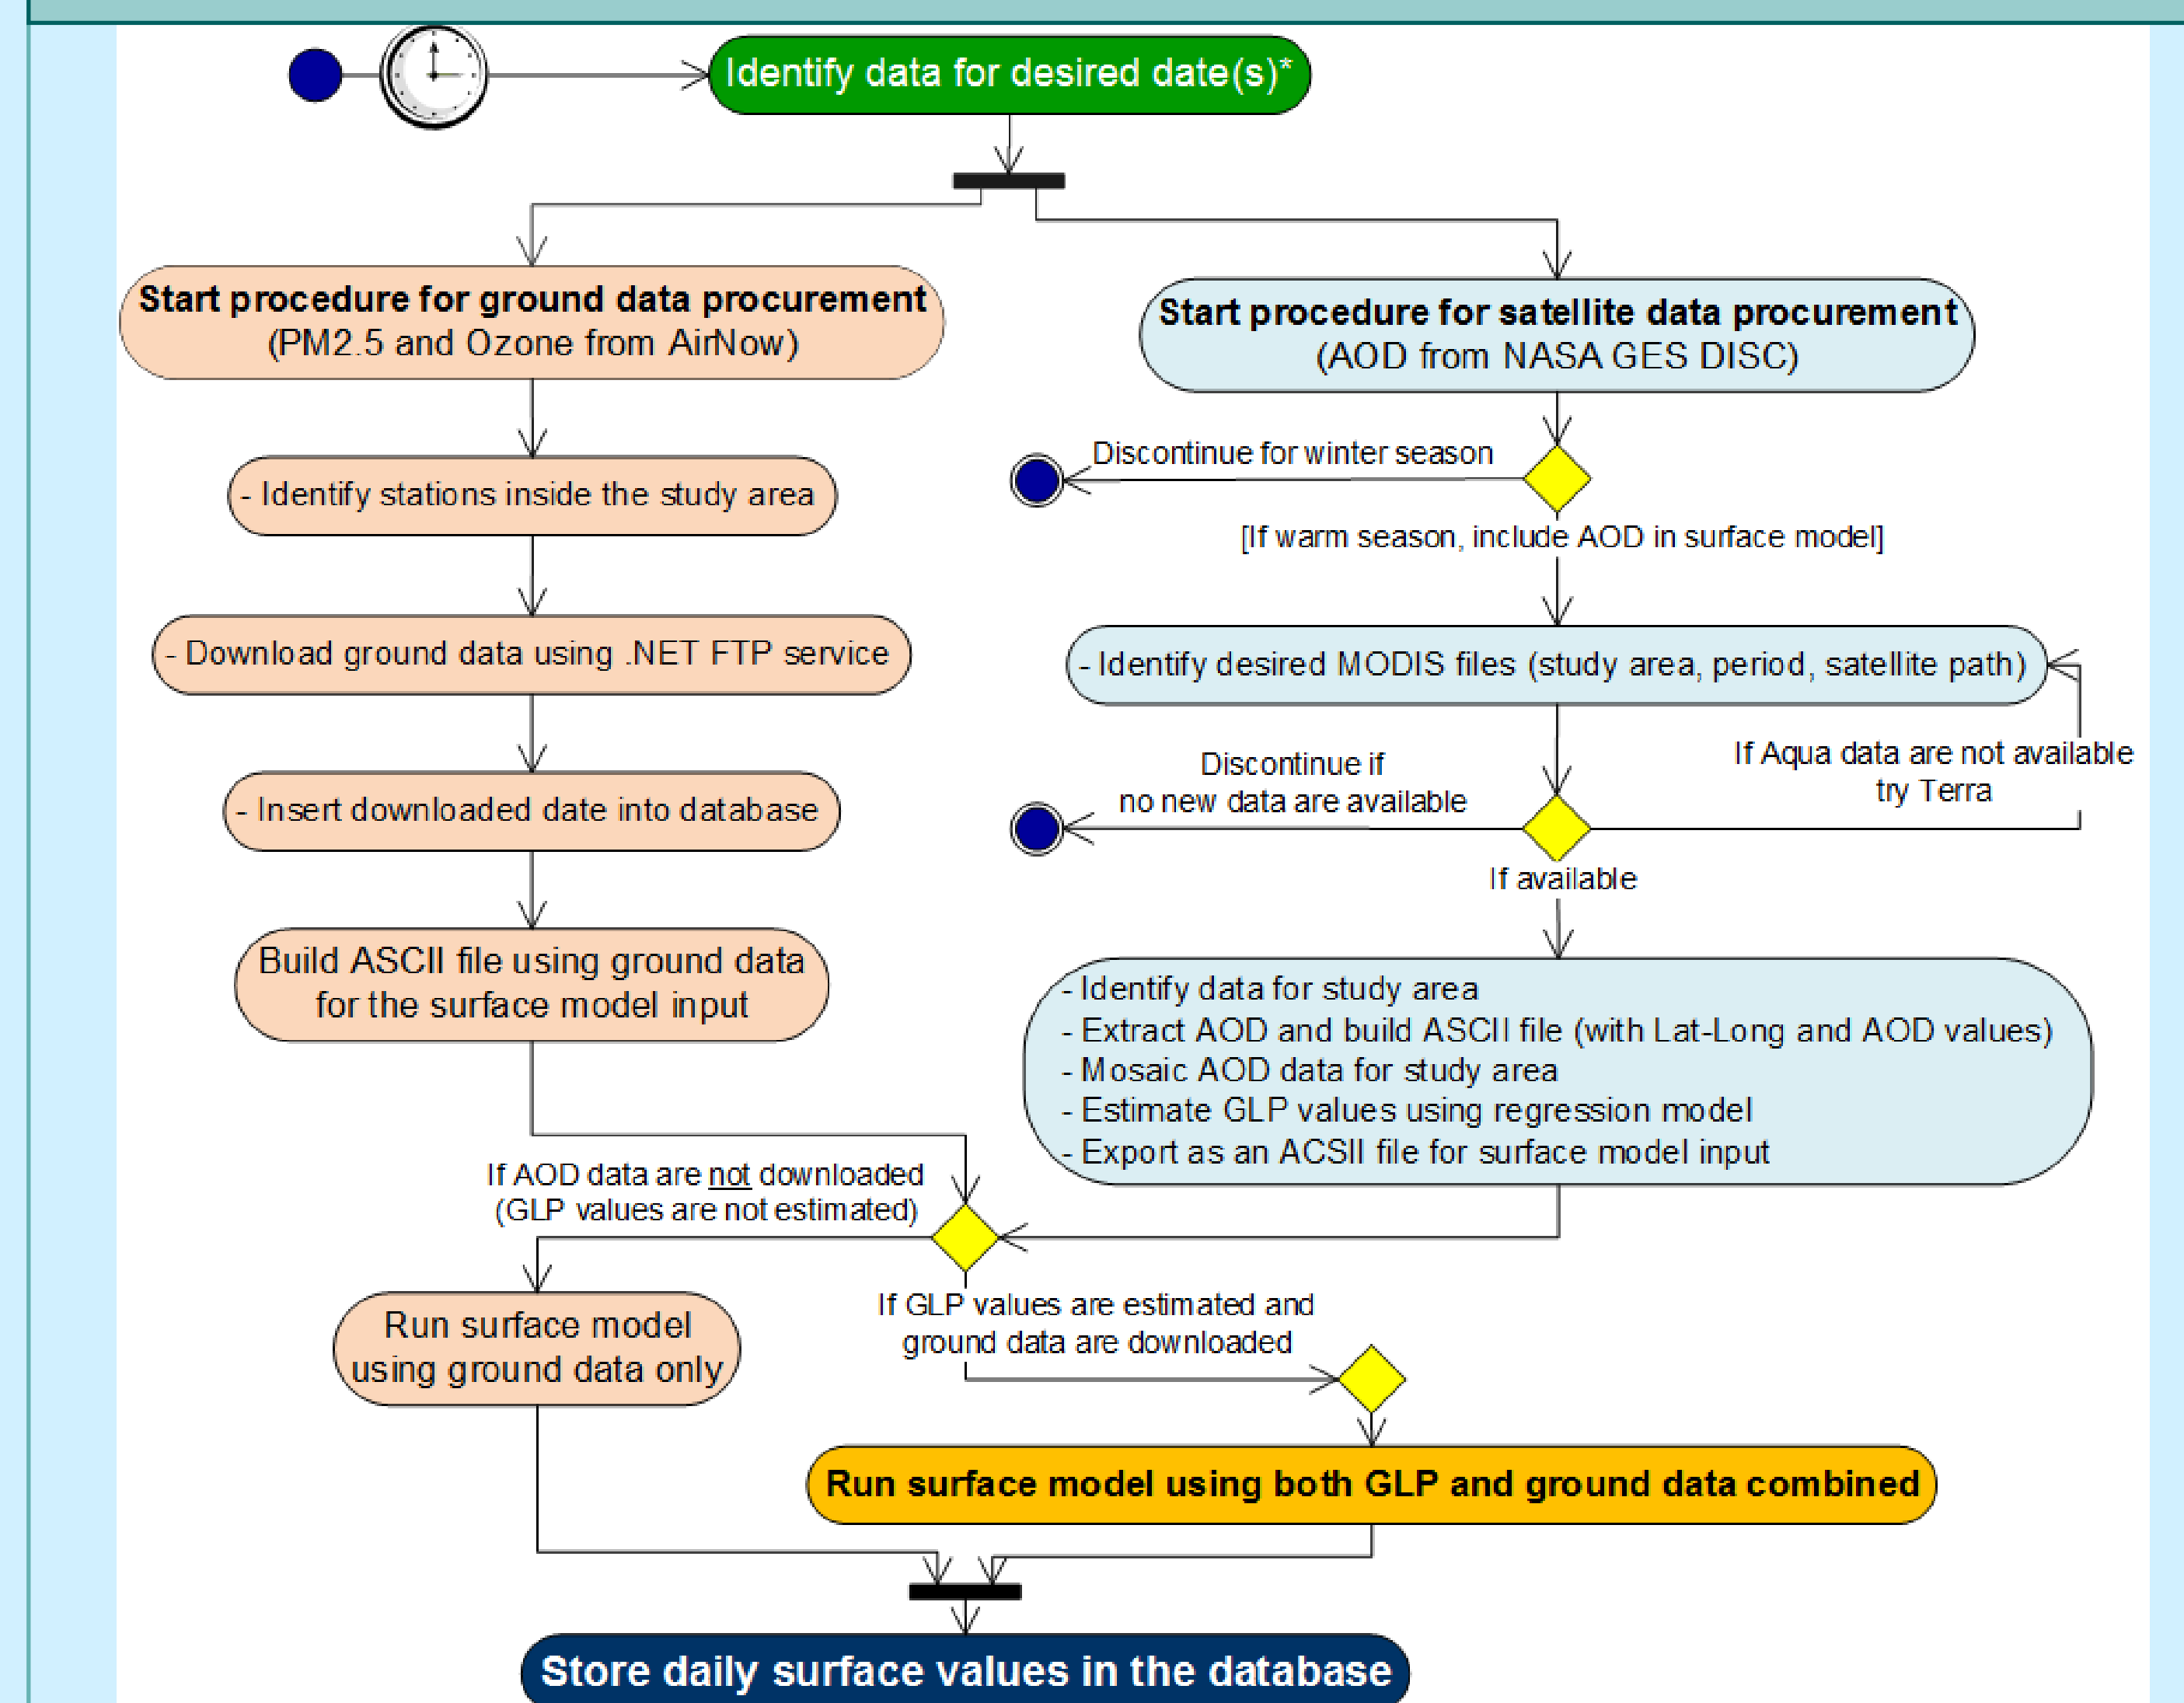 Identify data for desired date(s)*
Start procedure for ground data procurement
(PM2.5 and Ozone from AirNow)
Start procedure for satellite data procurement
(AOD from NASA GES DISC)
Discontinue for winter season
- Identify stations inside the study area
[If warm season, include AOD in surface model]
- Download ground data using .NET FTP service
- Identify desired MODIS files (study area, period, satellite path)
Discontinue if
no new data are available
If Aqua data are not available
try Terra
- Insert downloaded date into database
If available
Build ASCII file using ground data
for the surface model input
- Identify data for study area
- Extract AOD and build ASCII file (with Lat-Long and AOD values)
- Mosaic AOD data for study area
- Estimate GLP values using regression model
- Export as an ACSII file for surface model input
If AOD data are not downloaded
(GLP values are not estimated)
Run surface model
using ground data only
If GLP values are estimated and
ground data are downloaded
Run surface model using both GLP and ground data combined
Store daily surface values in the database